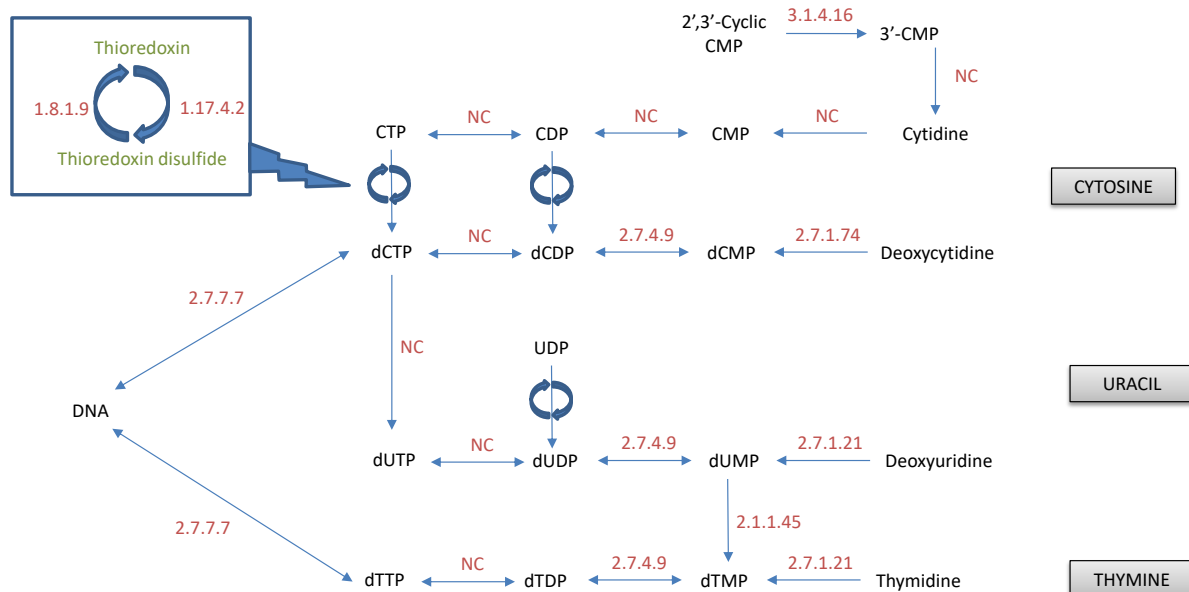 2’,3’-Cyclic
CMP
3.1.4.16
3’-CMP
Thioredoxin
NC
1.8.1.9
1.17.4.2
Thioredoxin disulfide
CTP
NC
CDP
NC
CMP
NC
Cytidine
CYTOSINE
dCTP
NC
dCDP
2.7.4.9
dCMP
2.7.1.74
Deoxycytidine
2.7.7.7
NC
UDP
URACIL
DNA
dUTP
NC
dUDP
2.7.4.9
dUMP
2.7.1.21
Deoxyuridine
2.7.7.7
2.1.1.45
dTTP
NC
dTDP
2.7.4.9
dTMP
2.7.1.21
Thymidine
THYMINE